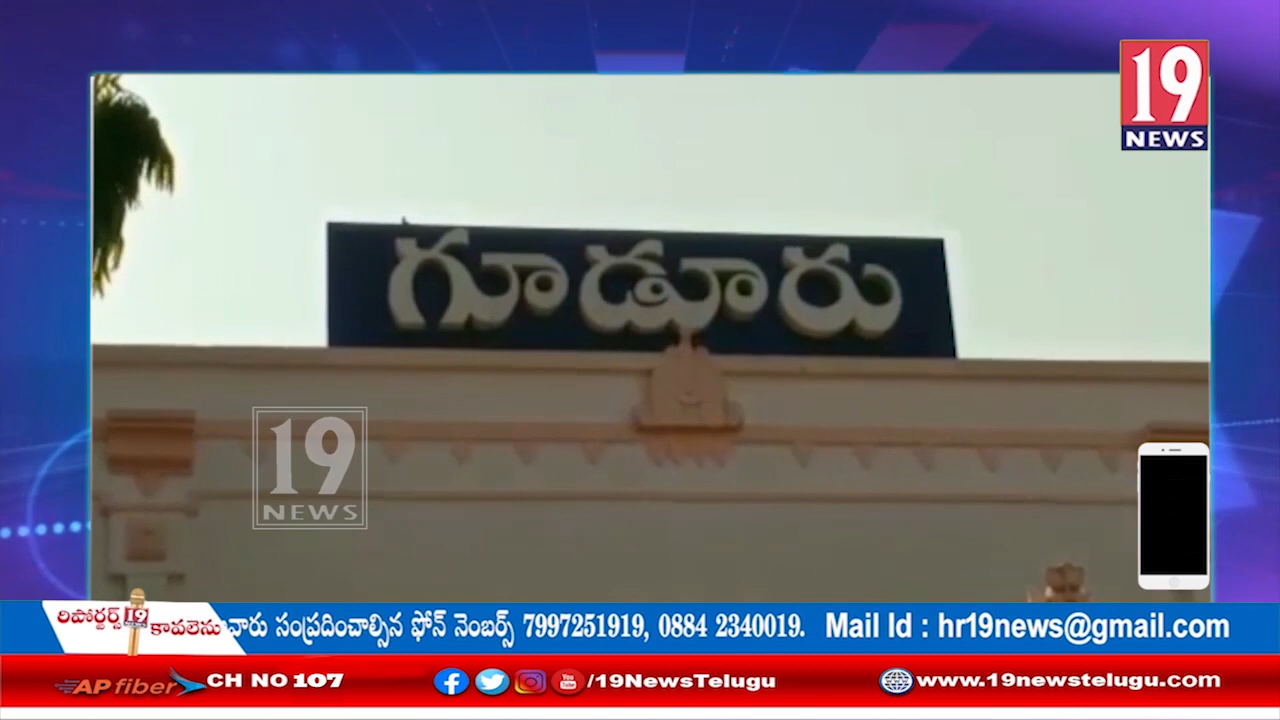 19
NEWS
గూడూరు
19
NEWS
రిపోర్టర్స్ 19 కావలెను వారు సంప్రదించాల్సిన ఫోన్ నెంబర్స్ 7997251919, 0884 2340019. Mail Id : hr19news@gmail.com
AP fiber CH NO 107 /19NewsTelugu www.19newstelugu.com